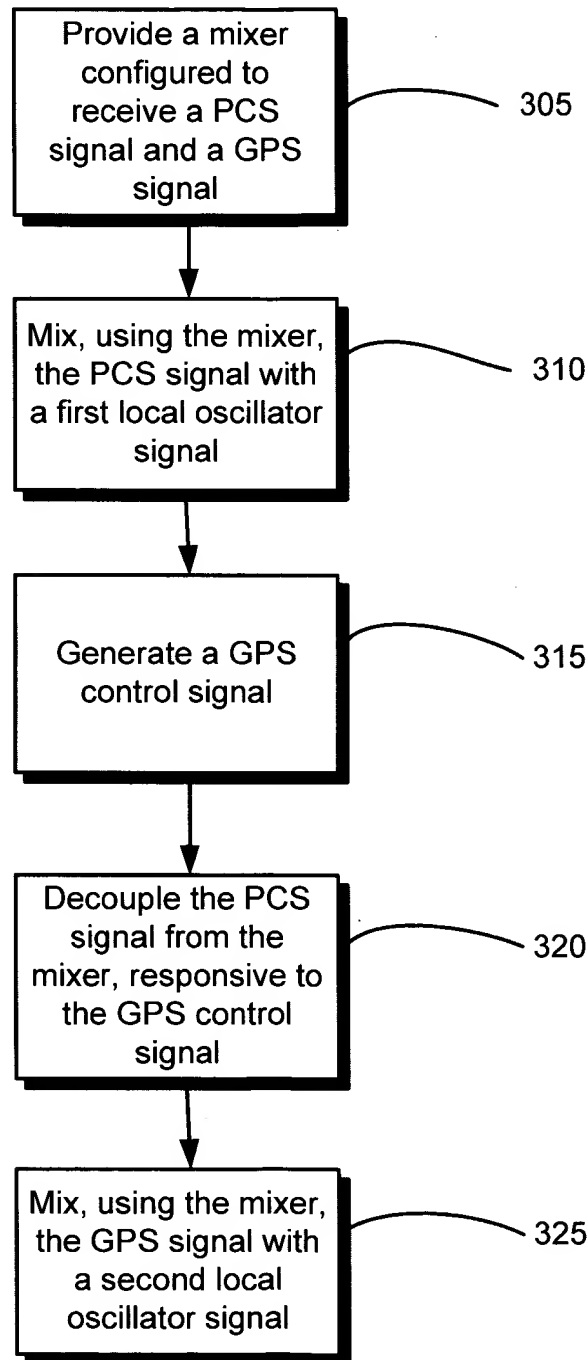 Provide a mixer
configured to
receive a PCS
signal and a GPS
signal
305
Mix, using the mixer,
the PCS signal with
a first local oscillator
signal
310
Generate a GPS
control signal
315
Decouple the PCS
signal from the
mixer, responsive to
the GPS control
signal
320
Mix, using the mixer,
the GPS signal with
a second local
oscillator signal
325